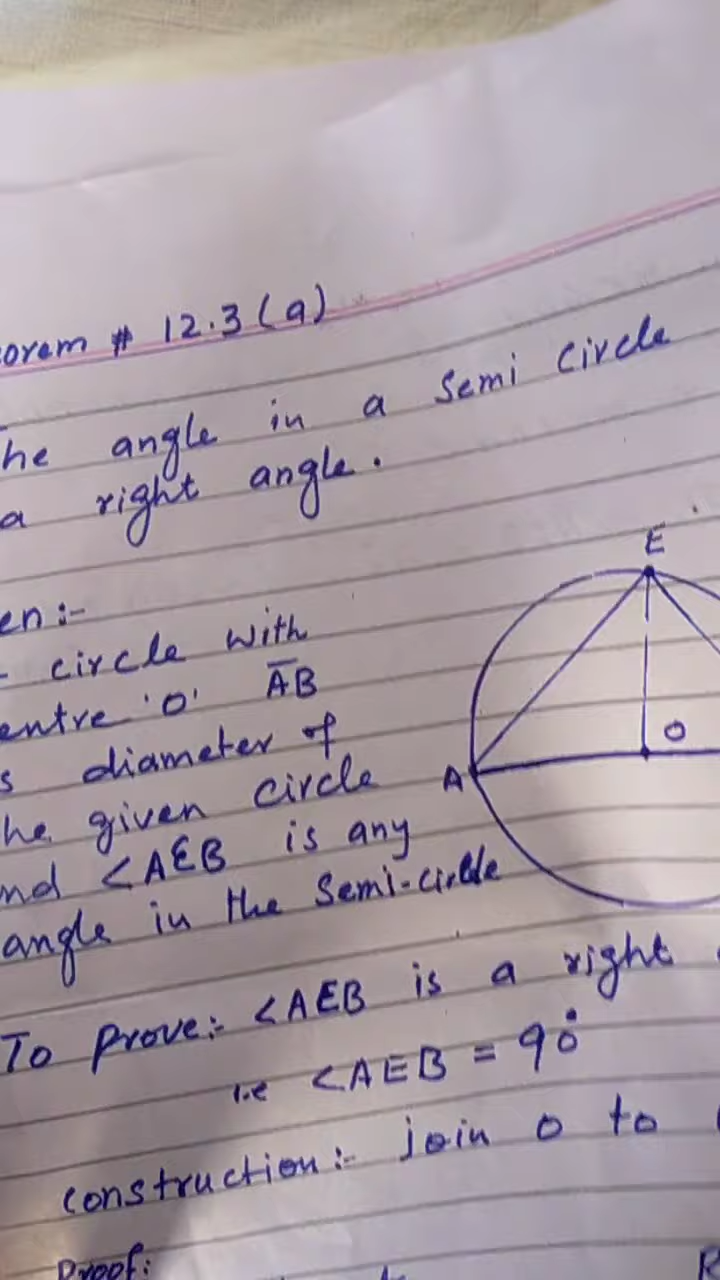 orem # 12.3 (a)
he angle in a Semi Circle
a right angle.
E
en :-
circle with
entre 'O' A̅B̅
s diameter of
O
he given circle
A
nd <AEB is any
angle in the Semi-circle
To prove:- <AEB is a right
i.e <AEB = 90°
construction :- join O to
Proof: